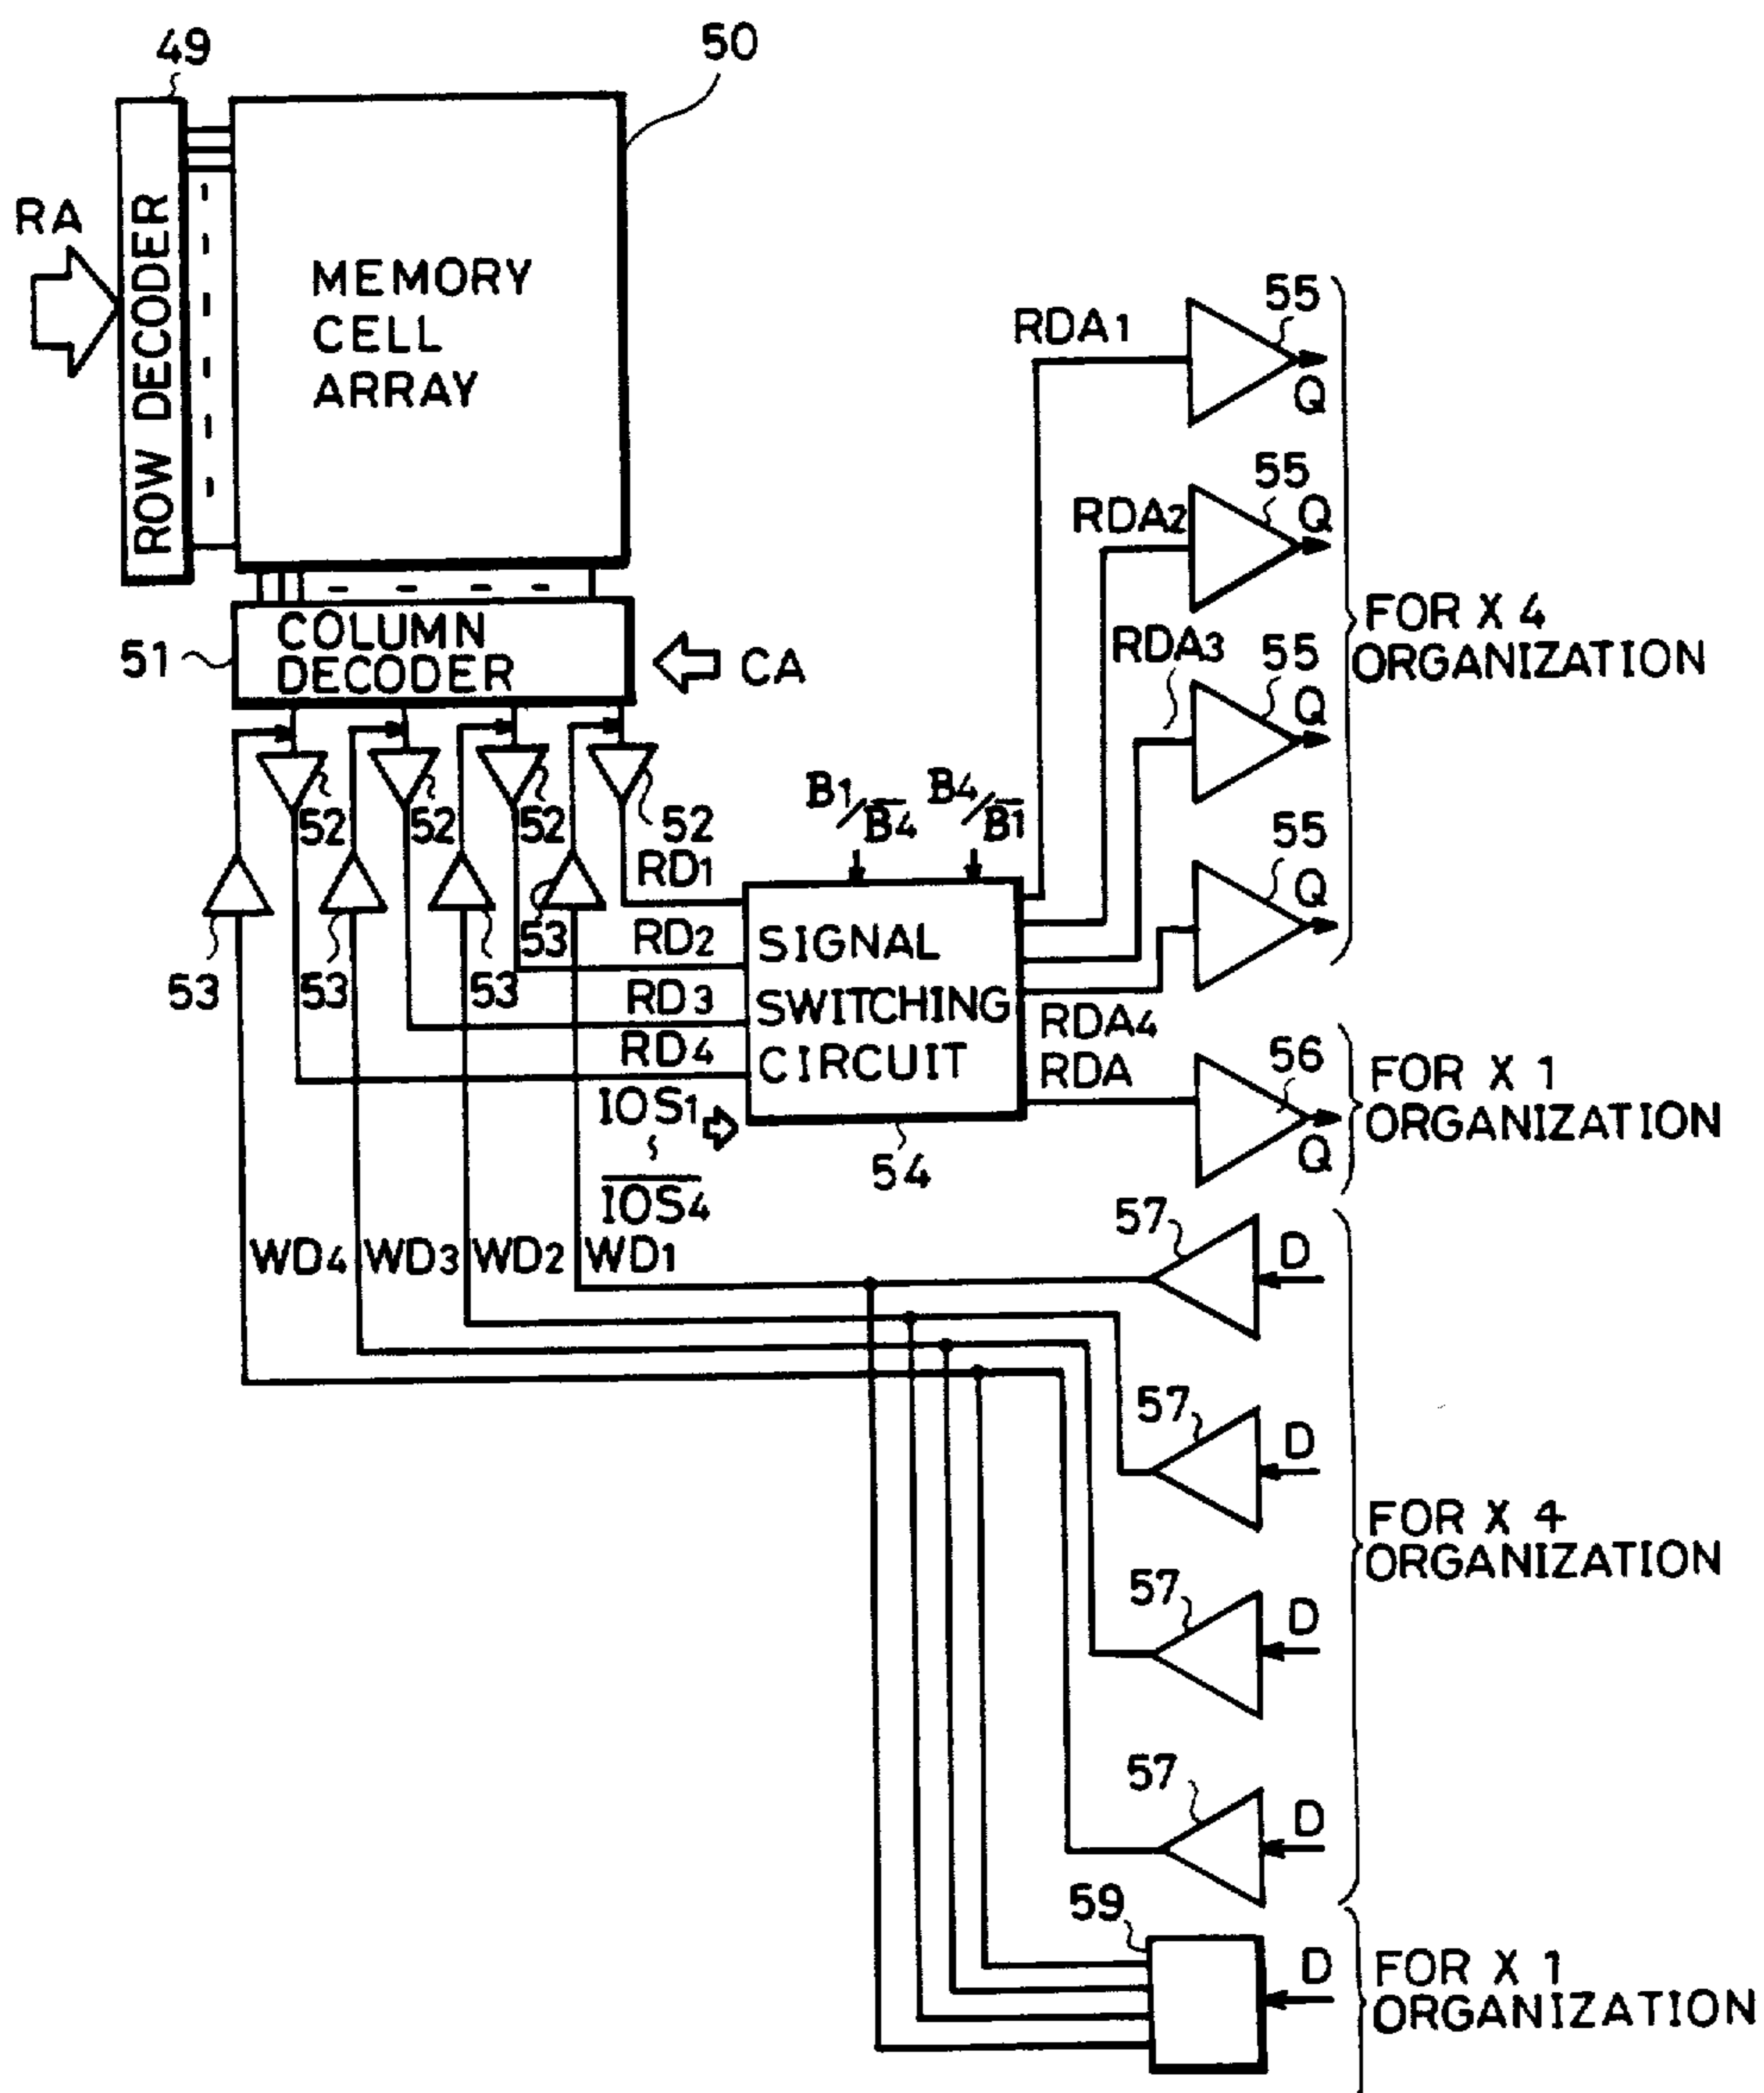 49
50
RA
ROW DECODER
MEMORY
CELL
ARRAY
51
COLUMN
DECODER
CA
52
52
52
52
53
53
53
53
B1/B̅4̅
B4/B̅1̅
RD1
RD2
RD3
RD4
IOS1
I̅O̅S̅4̅
SIGNAL
SWITCHING
CIRCUIT
54
RDA1
55
Q
RDA2
55
Q
RDA3
55
Q
55
Q
FOR X 4
ORGANIZATION
RDA4
RDA
56
Q
FOR X 1
ORGANIZATION
WD4
WD3
WD2
WD1
57
D
57
D
57
D
57
D
FOR X 4
ORGANIZATION
59
D
FOR X 1
ORGANIZATION